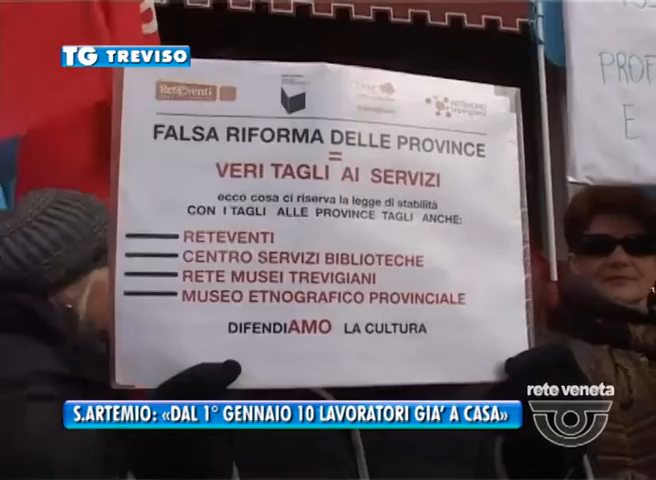 TG TREVISO
RetEventi
FALSA RIFORMA DELLE PROVINCE
=
VERI TAGLI AI SERVIZI
ecco cosa ci riserva la legge di stabilità
CON I TAGLI ALLE PROVINCE TAGLI ANCHE:
RETEVENTI
CENTRO SERVIZI BIBLIOTECHE
RETE MUSEI TREVIGIANI
MUSEO ETNOGRAFICO PROVINCIALE
DIFENDIAMO LA CULTURA
PROF
E
rete veneta
S.ARTEMIO: «DAL 1° GENNAIO 10 LAVORATORI GIA' A CASA»